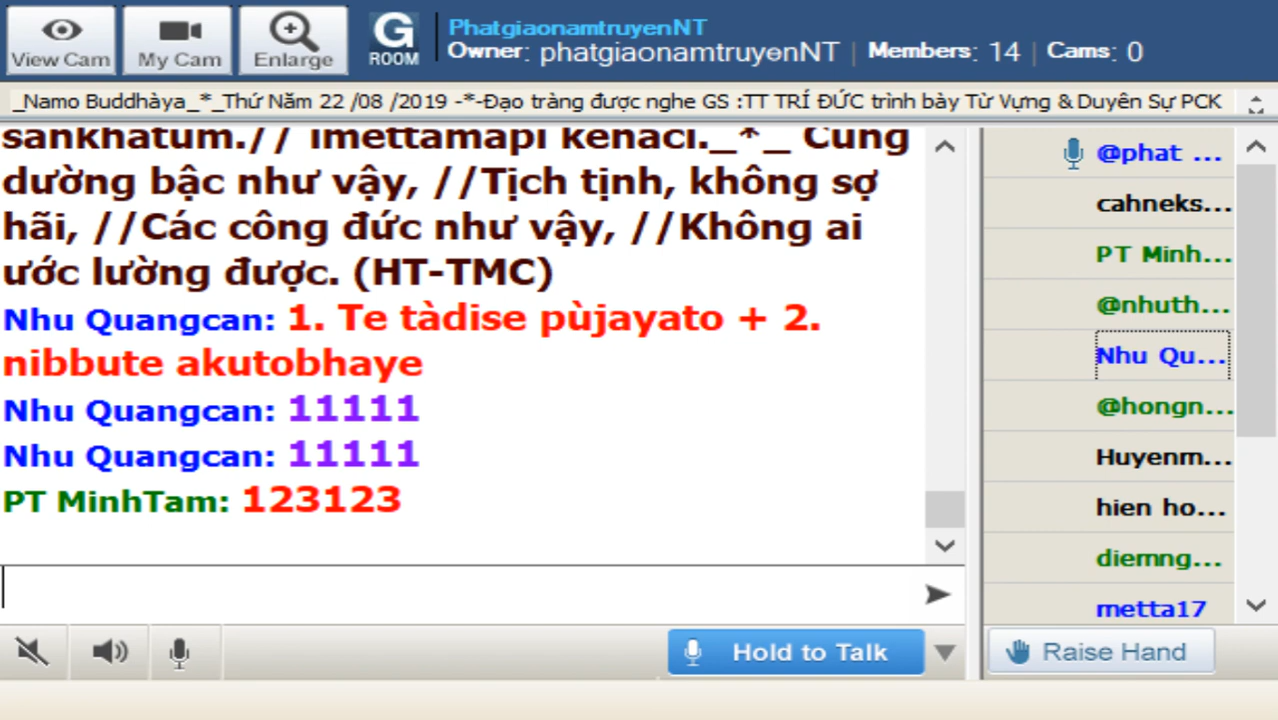 View Cam
My Cam
Enlarge
G
ROOM
PhatgiaonamtruyenNT
Owner: phatgiaonamtruyenNT | Members: 14 | Cams: 0
_Namo Buddhàya_*_Thứ Năm 22 /08 /2019 -*-Đạo tràng được nghe GS :TT TRÍ ĐỨC trình bày Từ Vựng & Duyên Sự PCK
sankhatum.// imettamapi kenaci._*_ Cúng
dường bậc như vậy, //Tịch tịnh, không sợ
hãi, //Các công đức như vậy, //Không ai
ước lường được. (HT-TMC)
Nhu Quangcan: 1. Te tàdise pùjayato + 2.
nibbute akutobhaye
Nhu Quangcan: 11111
Nhu Quangcan: 11111
PT MinhTam: 123123
@phat ...
cahneks...
PT Minh...
@nhuth...
Nhu Qu...
@hongn...
Huyenm...
hien ho...
diemng...
metta17
Hold to Talk
Raise Hand